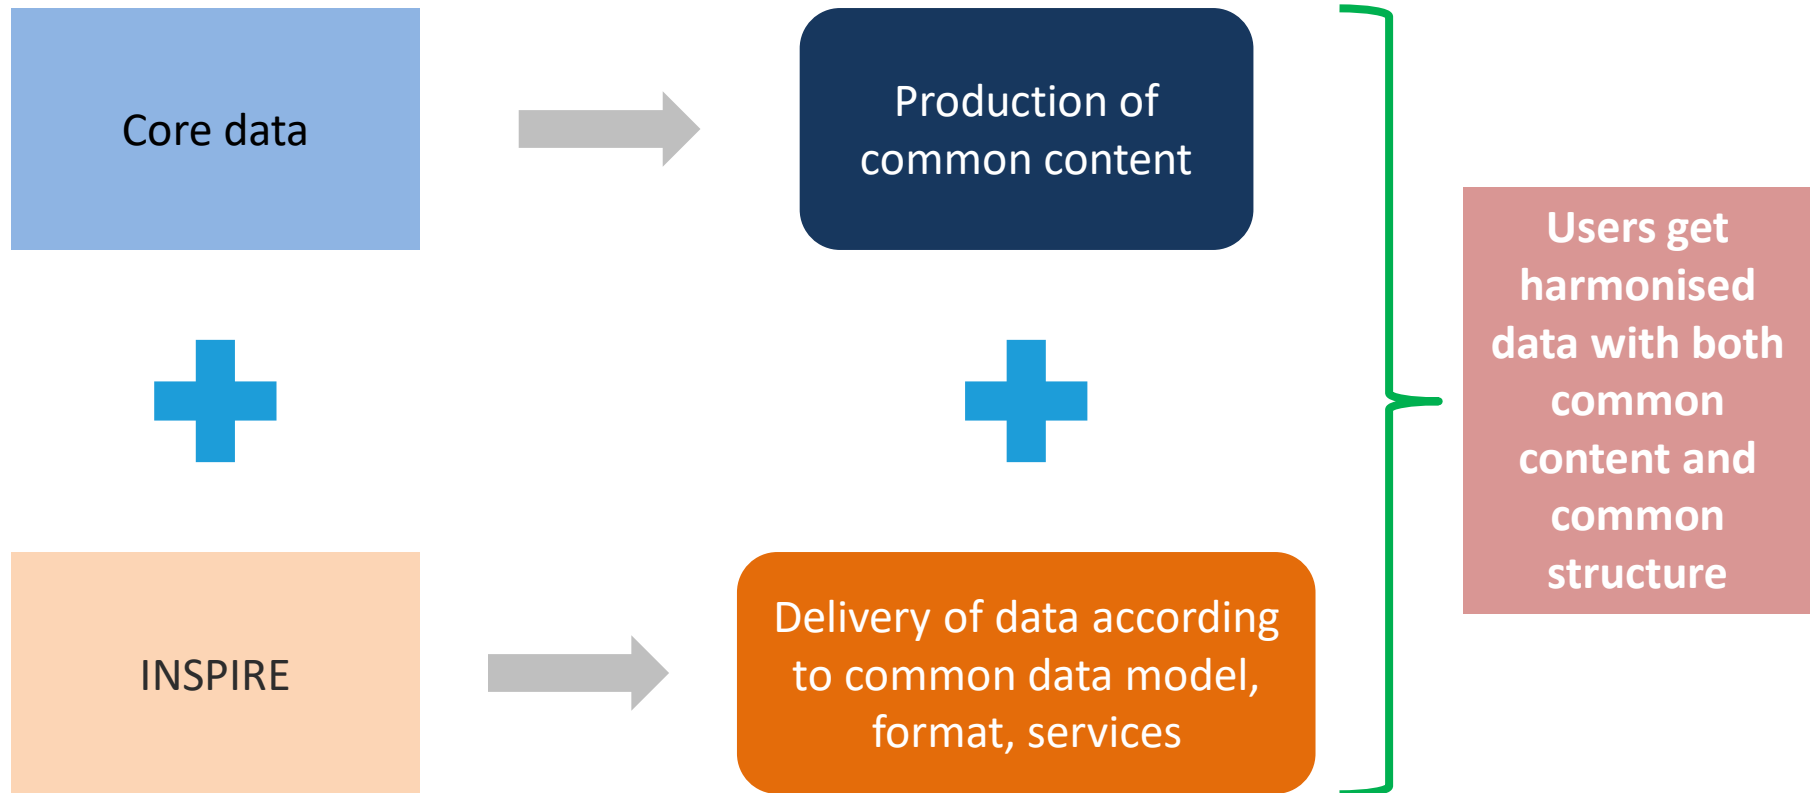 Core data
Production of
common content
Users get
harmonised
data with both
common
content and
common
structure
INSPIRE
Delivery of data according
to common data model,
format, services